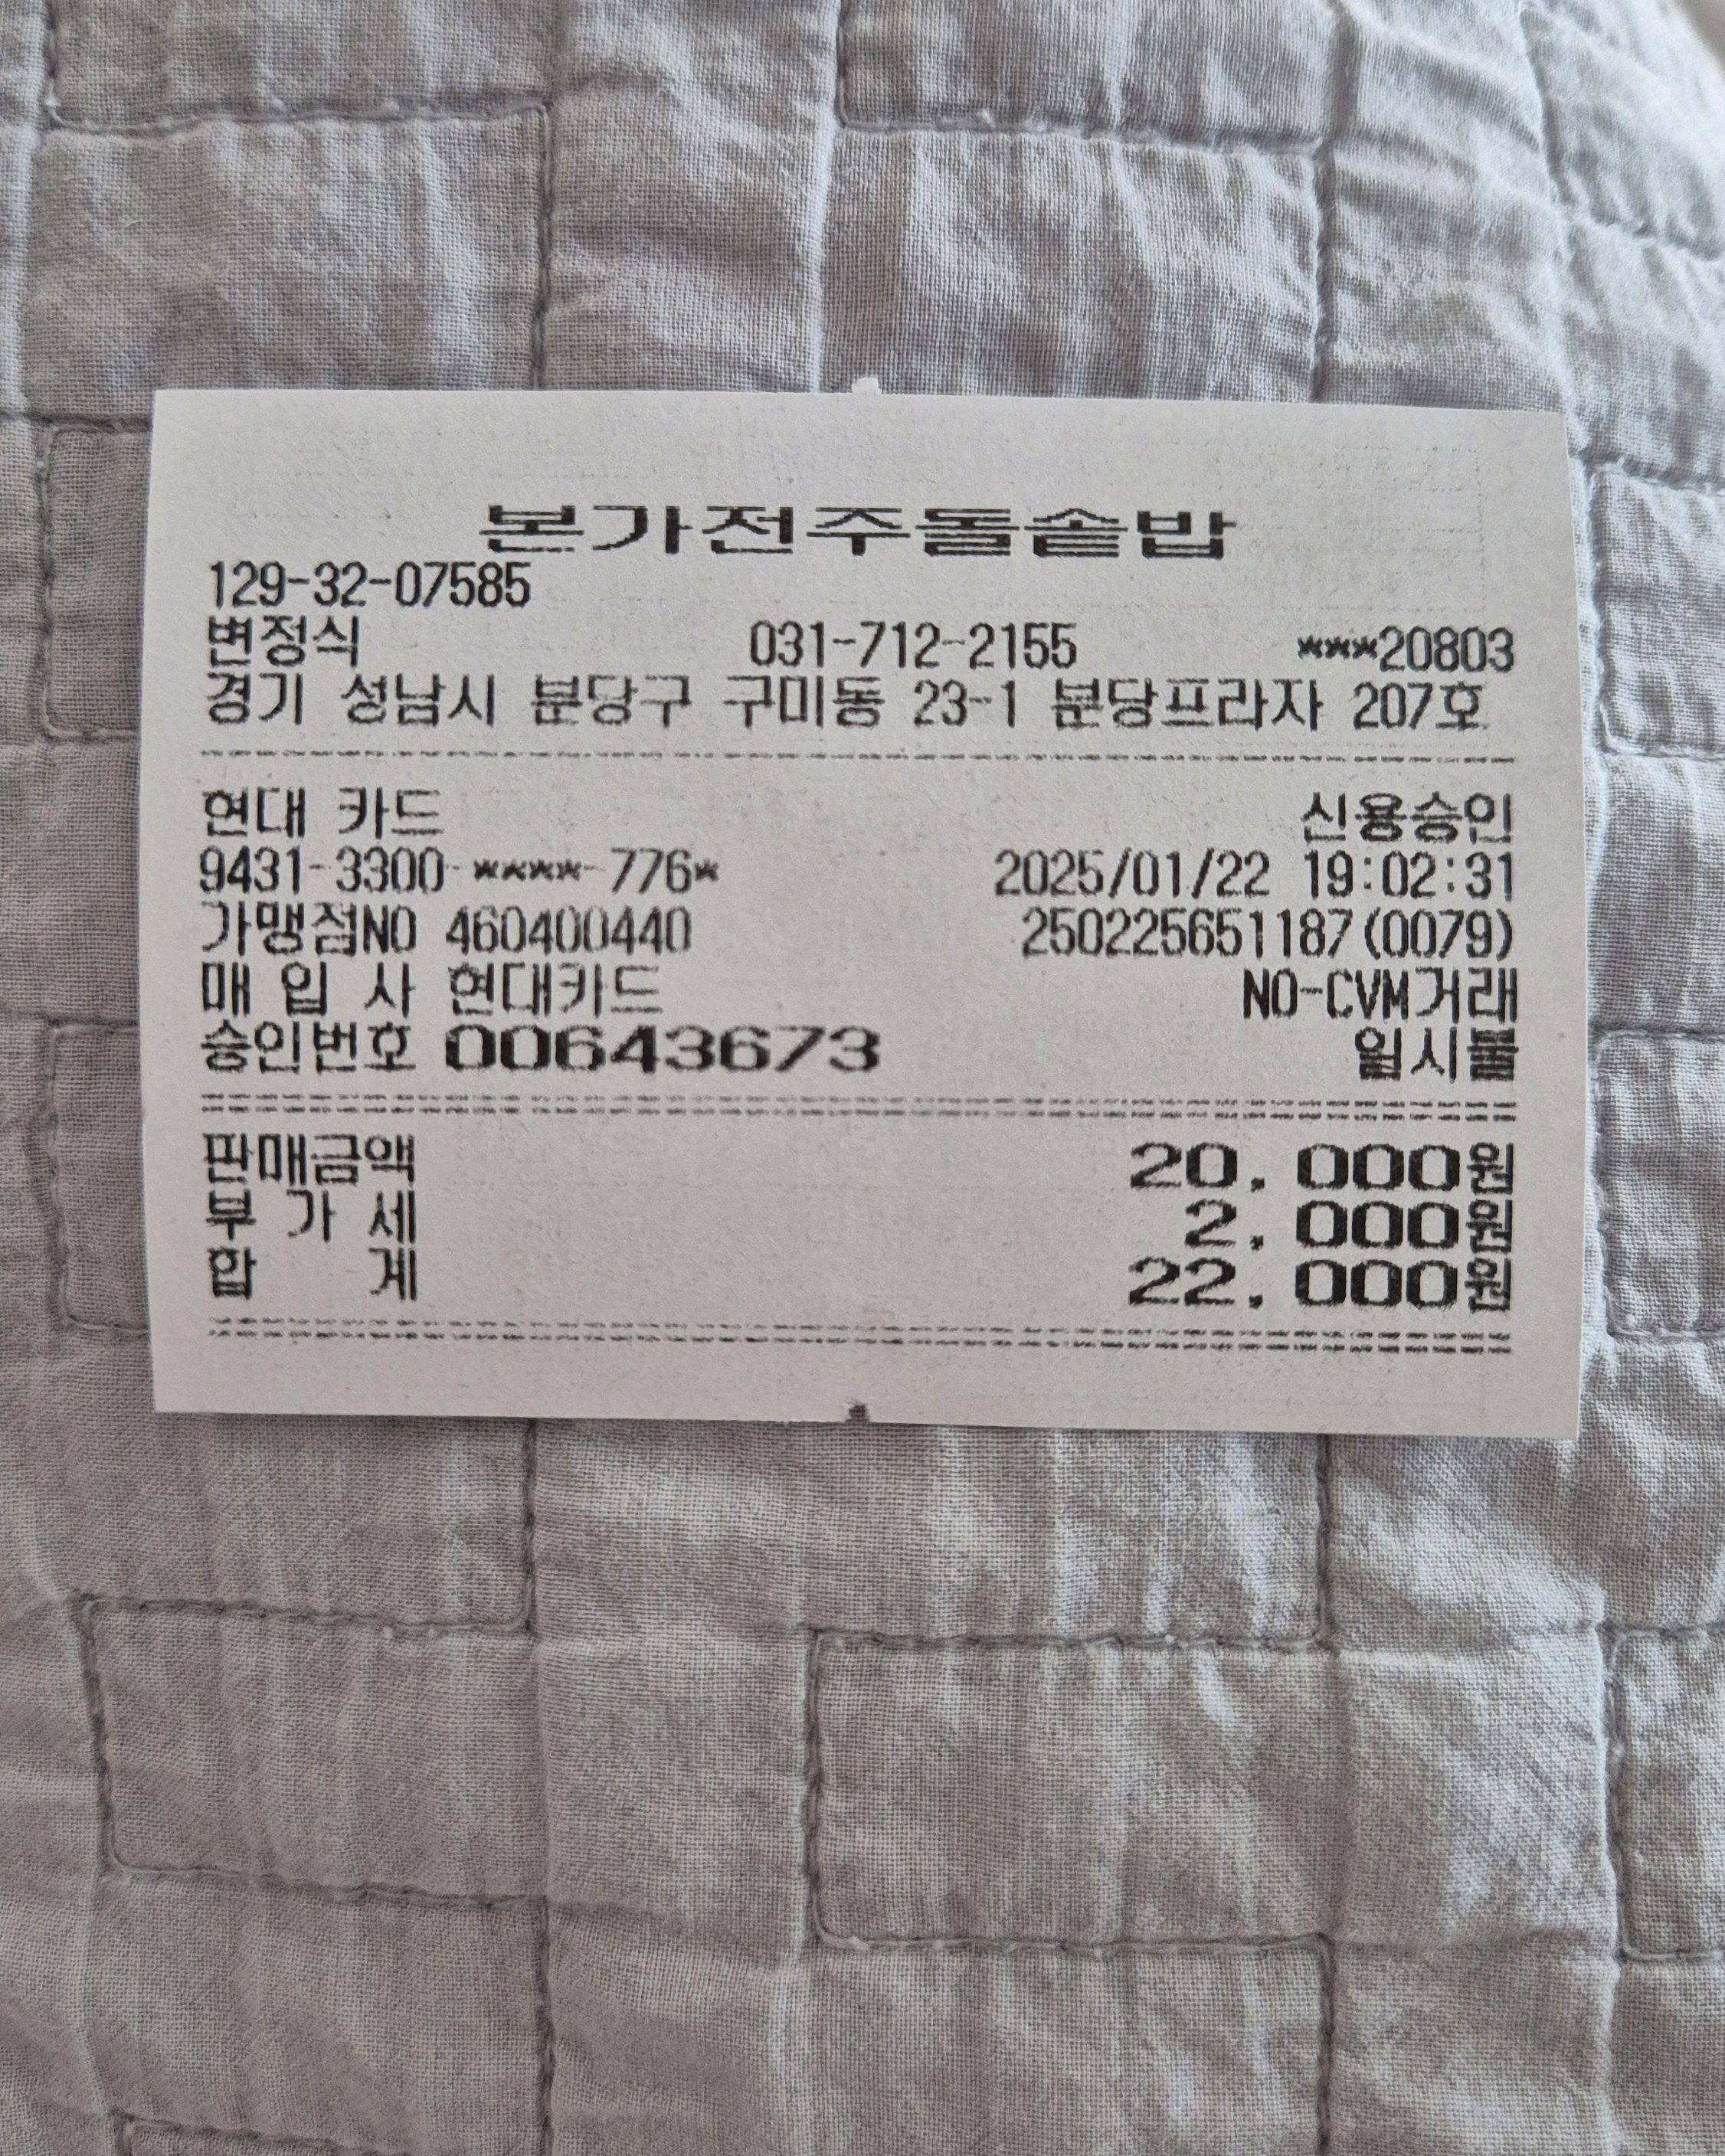 본가전주돌솥밥
129-32-07585
변정식 031-712-2155 ***20803
경기 성남시 분당구 구미동 23-1 분당프라자 207호
현대 카드 신용승인
9431-3300-****-776* 2025/01/22 19:02:31
가맹점NO 460400440 250225651187(0079)
매 입 사 현대카드 NO-CVM거래
승인번호 00643673 일시불
판매금액 20,000원
부 가 세 2,000원
합 계 22,000원